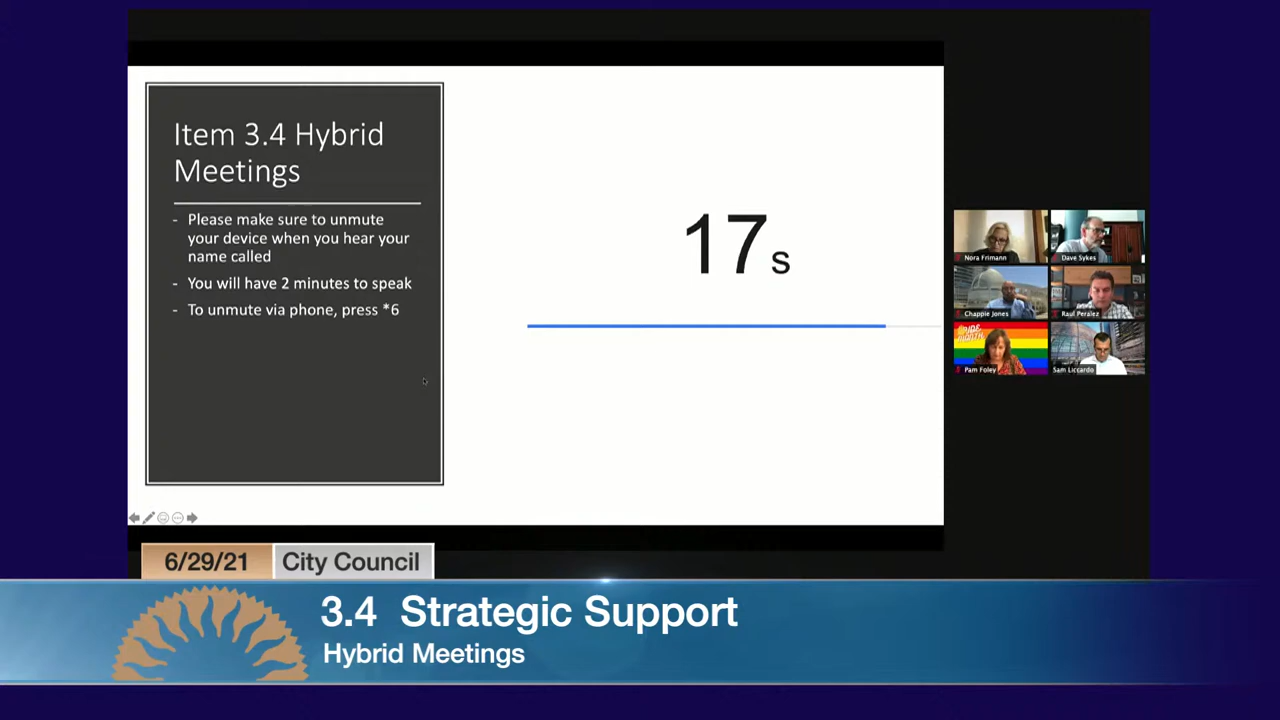 Item 3.4 Hybrid
Meetings
- Please make sure to unmute
your device when you hear your
name called
- You will have 2 minutes to speak
- To unmute via phone, press *6
17s
Nora Frimann
Dave Sykes
Chappie Jones
Raul Peralez
PRIDE
MONTH
Pam Foley
Sam Liccardo
6/29/21
City Council
3.4 Strategic Support
Hybrid Meetings